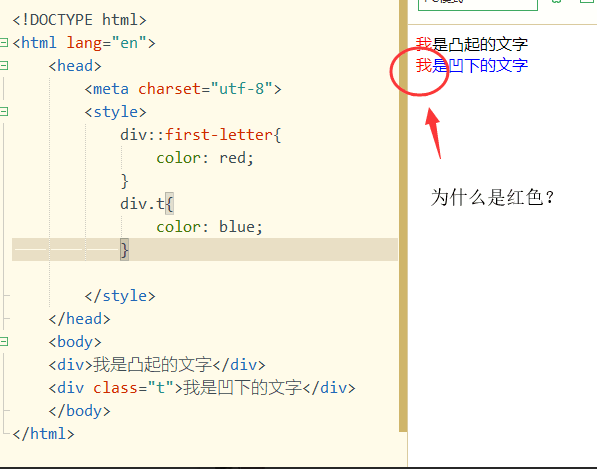 <!DOCTYPE html>
<html lang="en">
<head>
<meta charset="utf-8">
<style>
div::first-letter{
color: red;
}
div.t{
color: blue;
}
</style>
</head>
<body>
<div>我是凸起的文字</div>
<div class="t">我是凹下的文字</div>
</body>
</html>
我是凸起的文字
我是凹下的文字
为什么是红色?